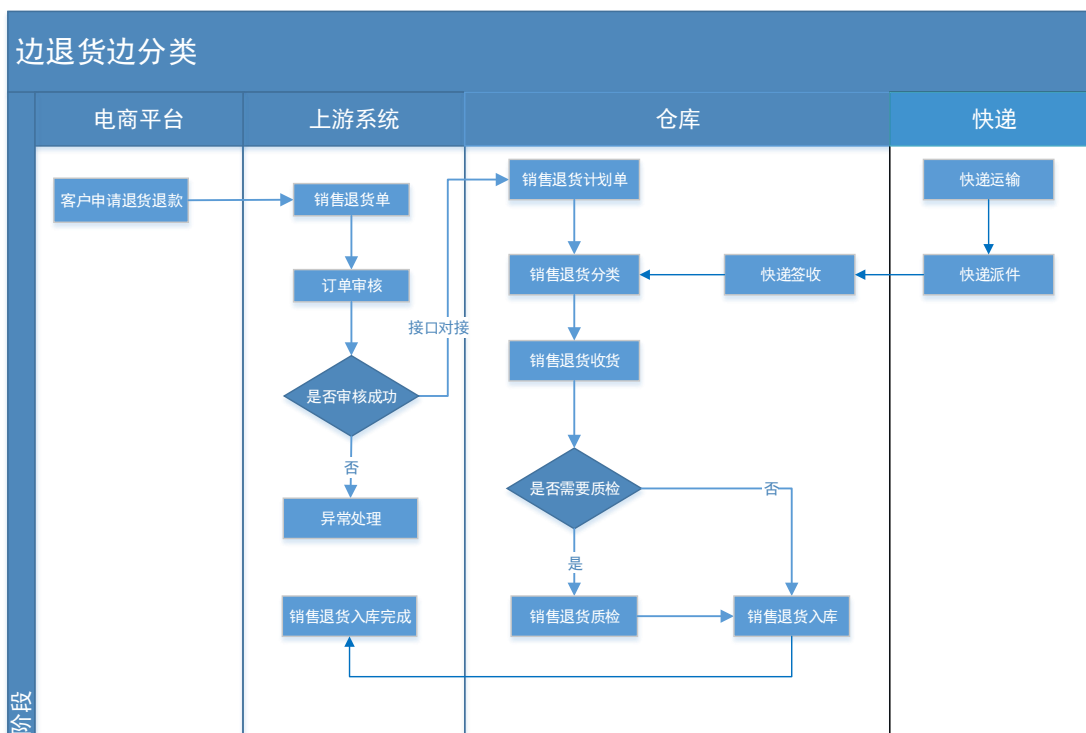 边退货边分类
电商平台
上游系统
仓库
快递
客户申请退货退款
销售退货单
销售退货计划单
快递运输
订单审核
销售退货分类
快递签收
快递派件
接口对接
销售退货收货
是否审核成功
否
是否需要质检
否
异常处理
是
销售退货入库完成
销售退货质检
销售退货入库
阶段